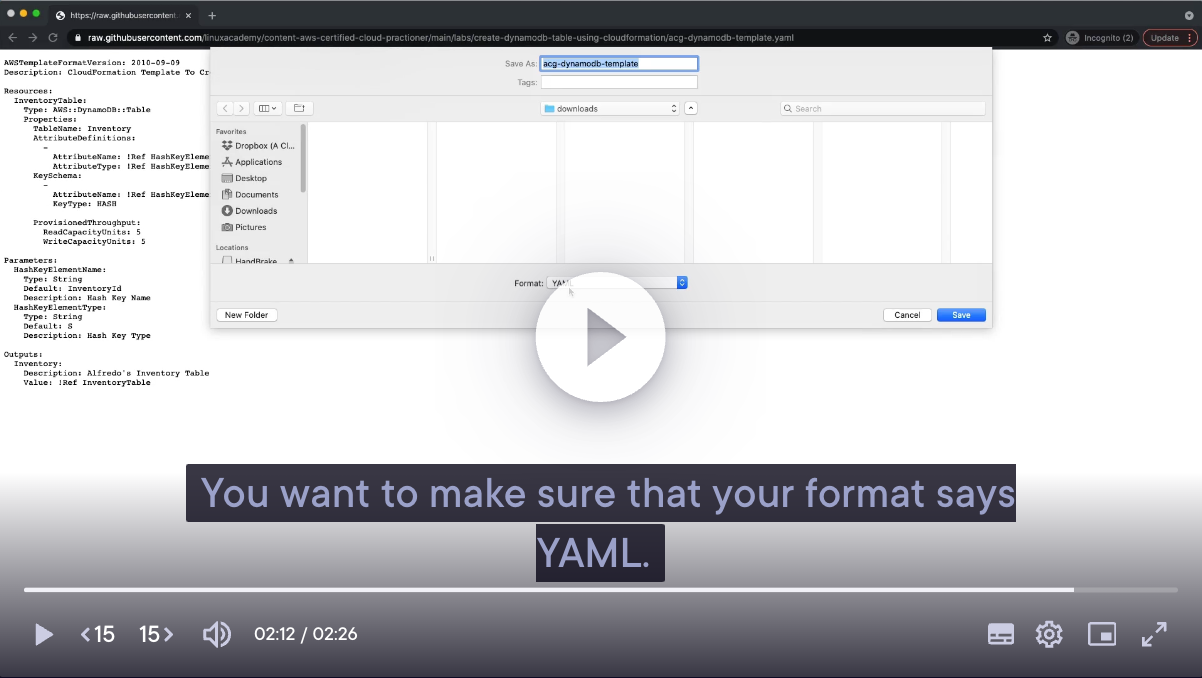 https://raw.githubusercontent.
raw.githubusercontent.com/linuxacademy/content-aws-certified-cloud-practioner/main/labs/create-dynamodb-table-using-cloudformation/acg-dynamodb-template.yaml
Incognito (2)
Update
AWSTemplateFormatVersion: 2010-09-09
Description: CloudFormation Template To Cr
Resources:
InventoryTable:
Type: AWS::DynamoDB::Table
Properties:
TableName: Inventory
AttributeDefinitions:
-
AttributeName: !Ref HashKeyEleme
AttributeType: !Ref HashKeyEleme
KeySchema:
-
AttributeName: !Ref HashKeyEleme
KeyType: HASH
ProvisionedThroughput:
ReadCapacityUnits: 5
WriteCapacityUnits: 5
Parameters:
HashKeyElementName:
Type: String
Default: InventoryId
Description: Hash Key Name
HashKeyElementType:
Type: String
Default: S
Description: Hash Key Type
Outputs:
Inventory:
Description: Alfredo's Inventory Table
Value: !Ref InventoryTable
Save As: acg-dynamodb-template
Tags:
downloads
Search
Favorites
Dropbox (A Cl...
Applications
Desktop
Documents
Downloads
Pictures
Locations
HandBrake
Format: YAML
New Folder
Cancel
Save
You want to make sure that your format says
YAML.
15
15
02:12 / 02:26